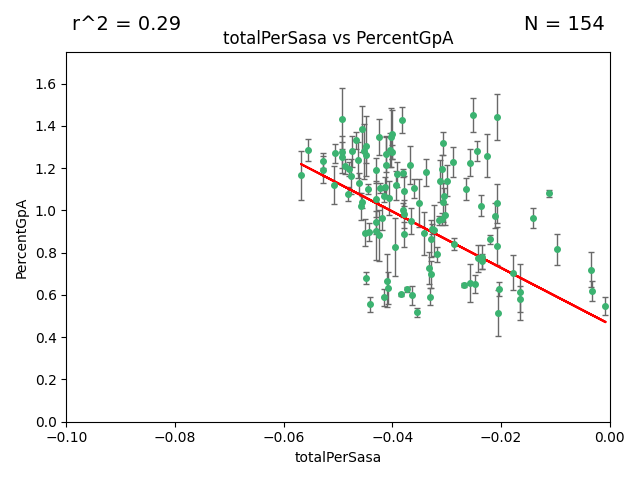 r^2 = 0.29
N = 154
totalPerSasa vs PercentGpA
PercentGpA
1.6
1.4
1.2
1.0
0.8
0.6
0.4
0.2
0.0
−0.10 −0.08 −0.06 −0.04 −0.02 0.00
totalPerSasa